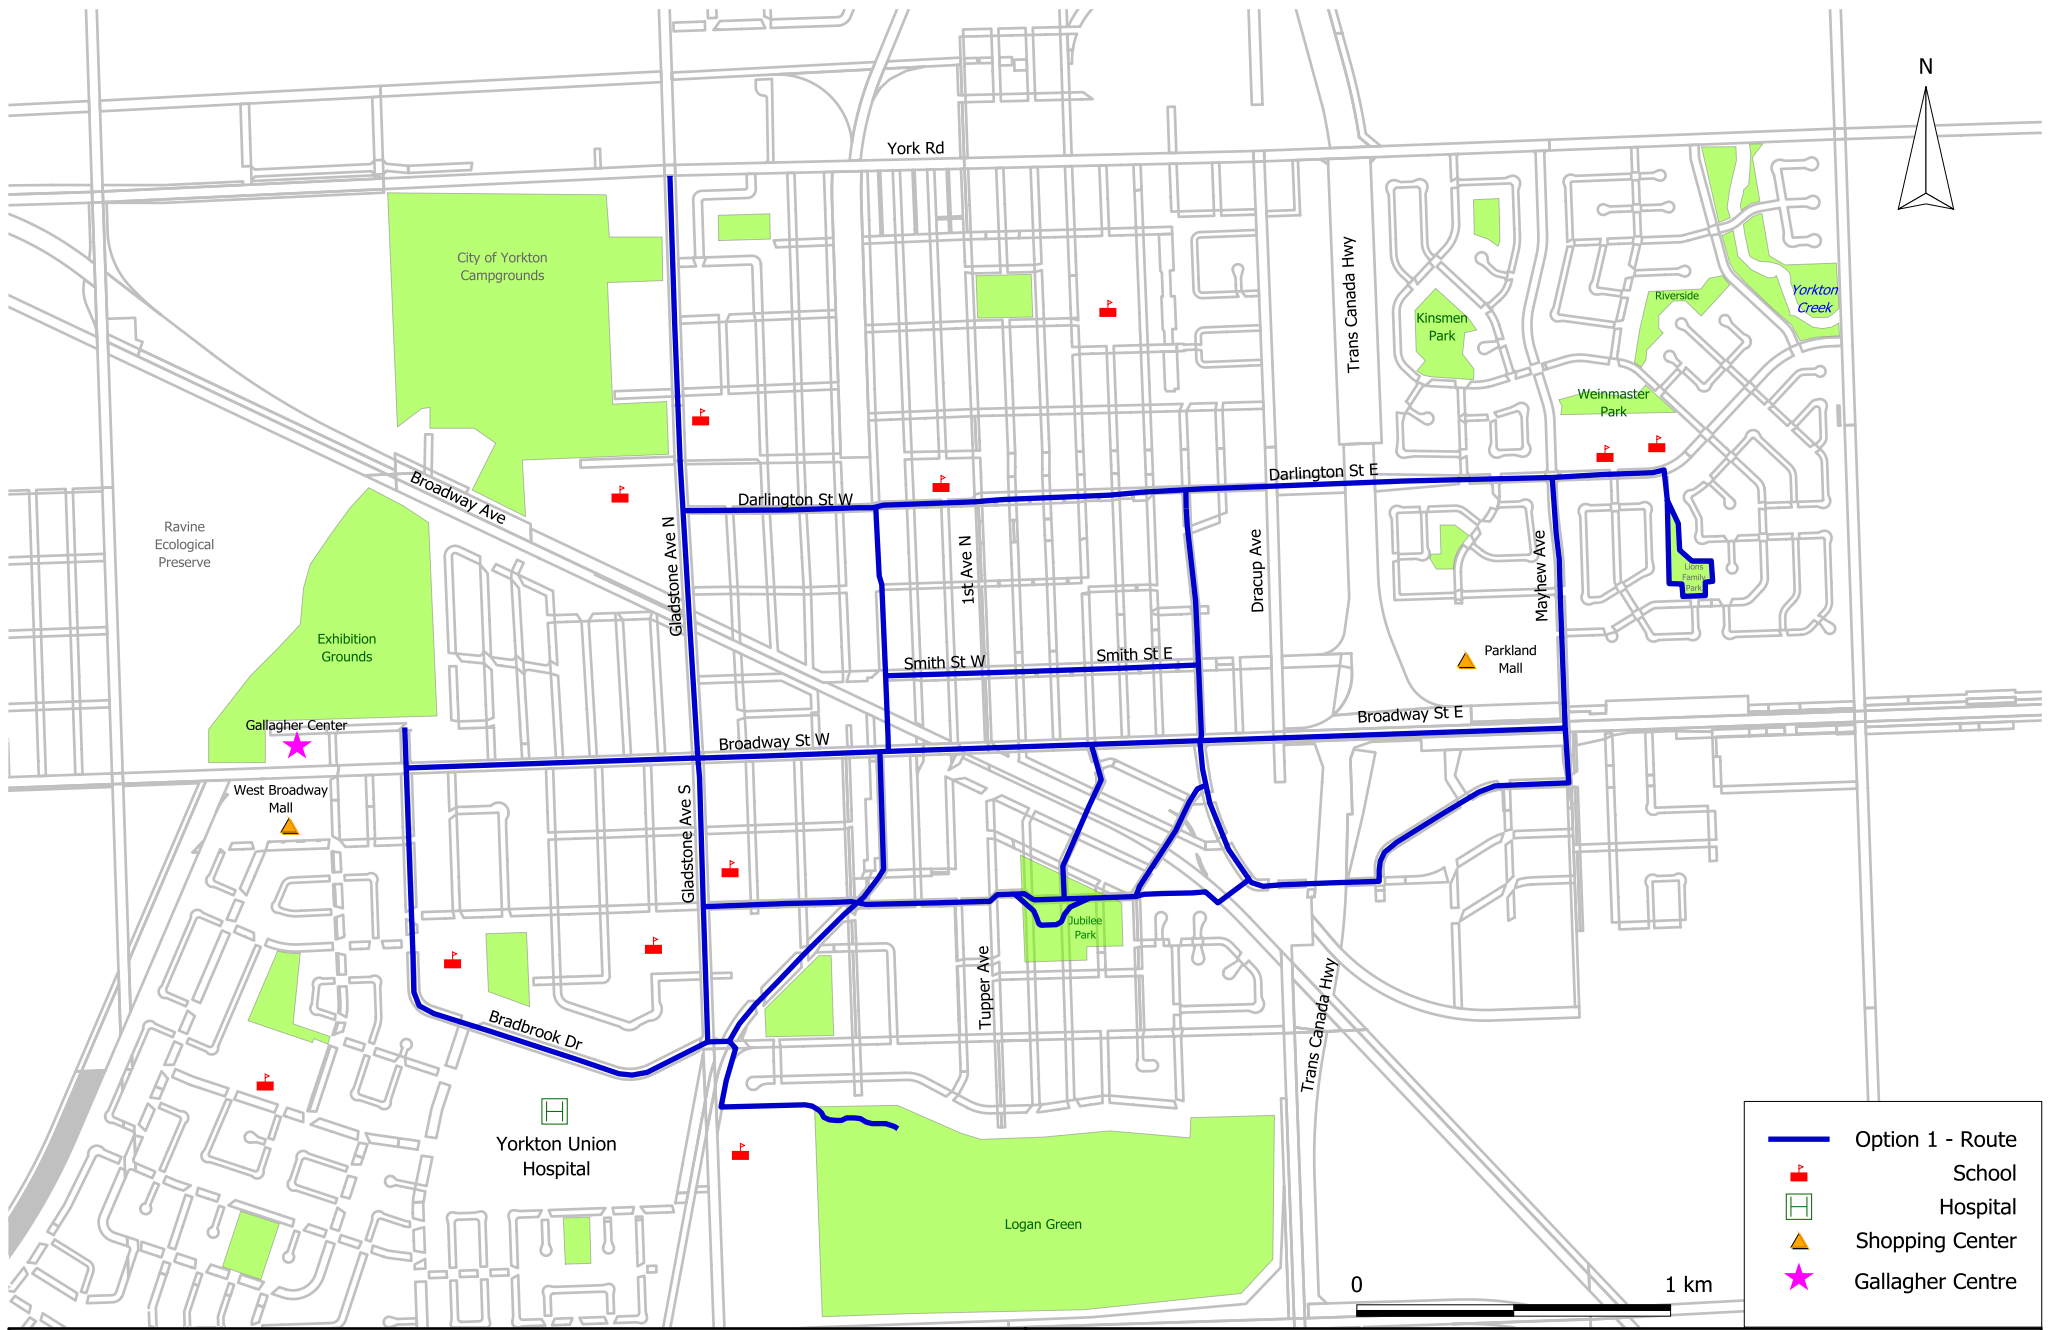 N
York Rd
City of Yorkton
Campgrounds
Trans Canada Hwy
Yorkton
Creek
Riverside
Kinsmen
Park
Weinmaster
Park
Darlington St E
Darlington St W
Broadway Ave
Ravine
Ecological
Preserve
Gladstone Ave N
1st Ave N
Dracup Ave
Mayhew Ave
Lions
Family
Park
Exhibition
Grounds
Smith St W
Smith St E
Parkland
Mall
Gallagher Center
Broadway St W
Broadway St E
West Broadway
Mall
Gladstone Ave S
Jubilee
Park
Tupper Ave
Trans Canada Hwy
Bradbrook Dr
Yorkton Union
Hospital
Logan Green
0 1 km
Option 1 - Route
School
H
Hospital
Shopping Center
Gallagher Centre